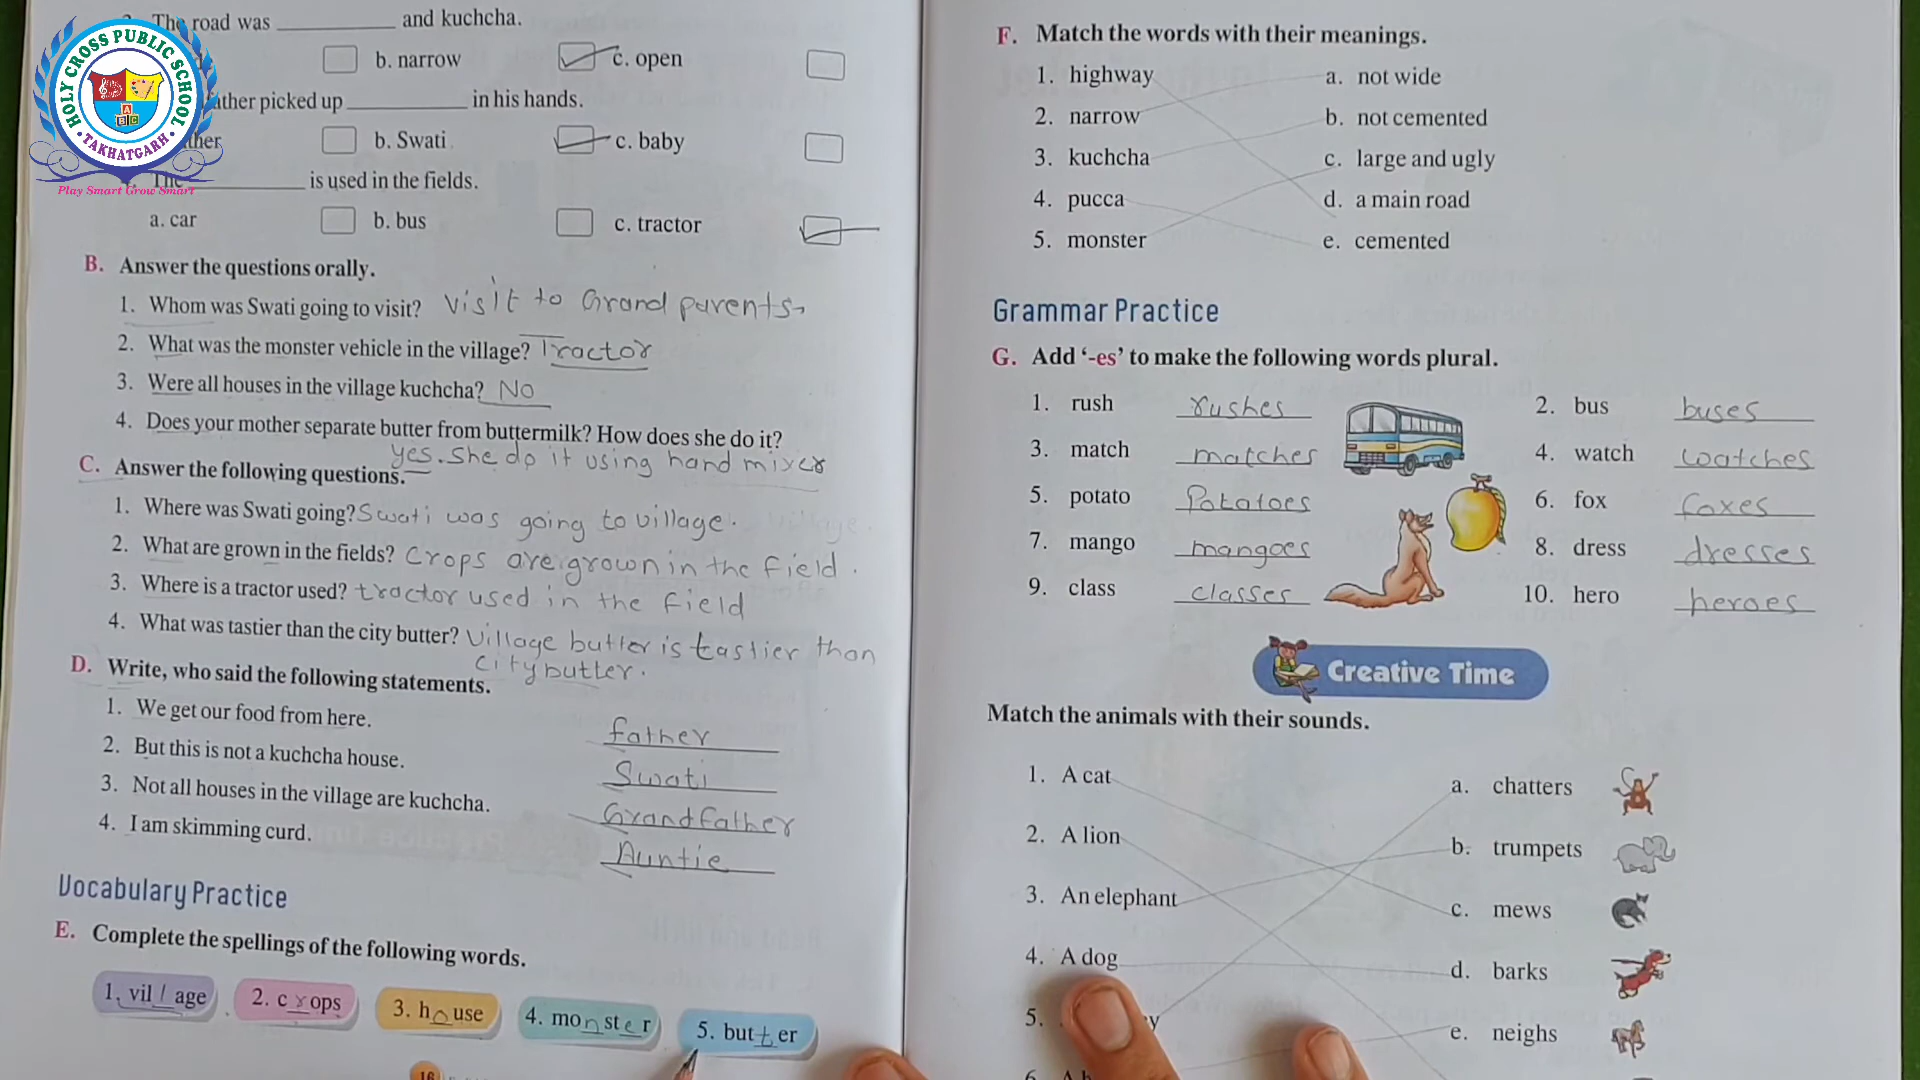 HOLY CROSS PUBLIC SCHOOL
TAKHATGARH
A
B C
Play Smart Grow Smart
The road was __________ and kuchcha.
b. narrow c. open
father picked up __________ in his hands.
b. Swati c. baby
The __________ is used in the fields.
a. car b. bus c. tractor
B. Answer the questions orally.
1. Whom was Swati going to visit? Visit to Grand parents
2. What was the monster vehicle in the village? Tractor
3. Were all houses in the village kuchcha? No
4. Does your mother separate butter from buttermilk? How does she do it?
yes. she do it using hand mixer
C. Answer the following questions.
1. Where was Swati going? Swati was going to village.
2. What are grown in the fields? Crops are grown in the field.
3. Where is a tractor used? tractor used in the field
4. What was tastier than the city butter? Village butter is tastier than
city butter.
D. Write, who said the following statements.
1. We get our food from here. father
2. But this is not a kuchcha house. Swati
3. Not all houses in the village are kuchcha. Grandfather
4. I am skimming curd. Auntie
Vocabulary Practice
E. Complete the spellings of the following words.
1. village 2. crops 3. house 4. monster 5. butter
16
F. Match the words with their meanings.
1. highway a. not wide
2. narrow b. not cemented
3. kuchcha c. large and ugly
4. pucca d. a main road
5. monster e. cemented
Grammar Practice
G. Add ‘-es’ to make the following words plural.
1. rush rushes 2. bus buses
3. match matches 4. watch watches
5. potato Potatoes 6. fox foxes
7. mango mangoes 8. dress dresses
9. class classes 10. hero heroes
Creative Time
Match the animals with their sounds.
1. A cat a. chatters
2. A lion b. trumpets
3. An elephant c. mews
4. A dog d. barks
5. e. neighs
6.